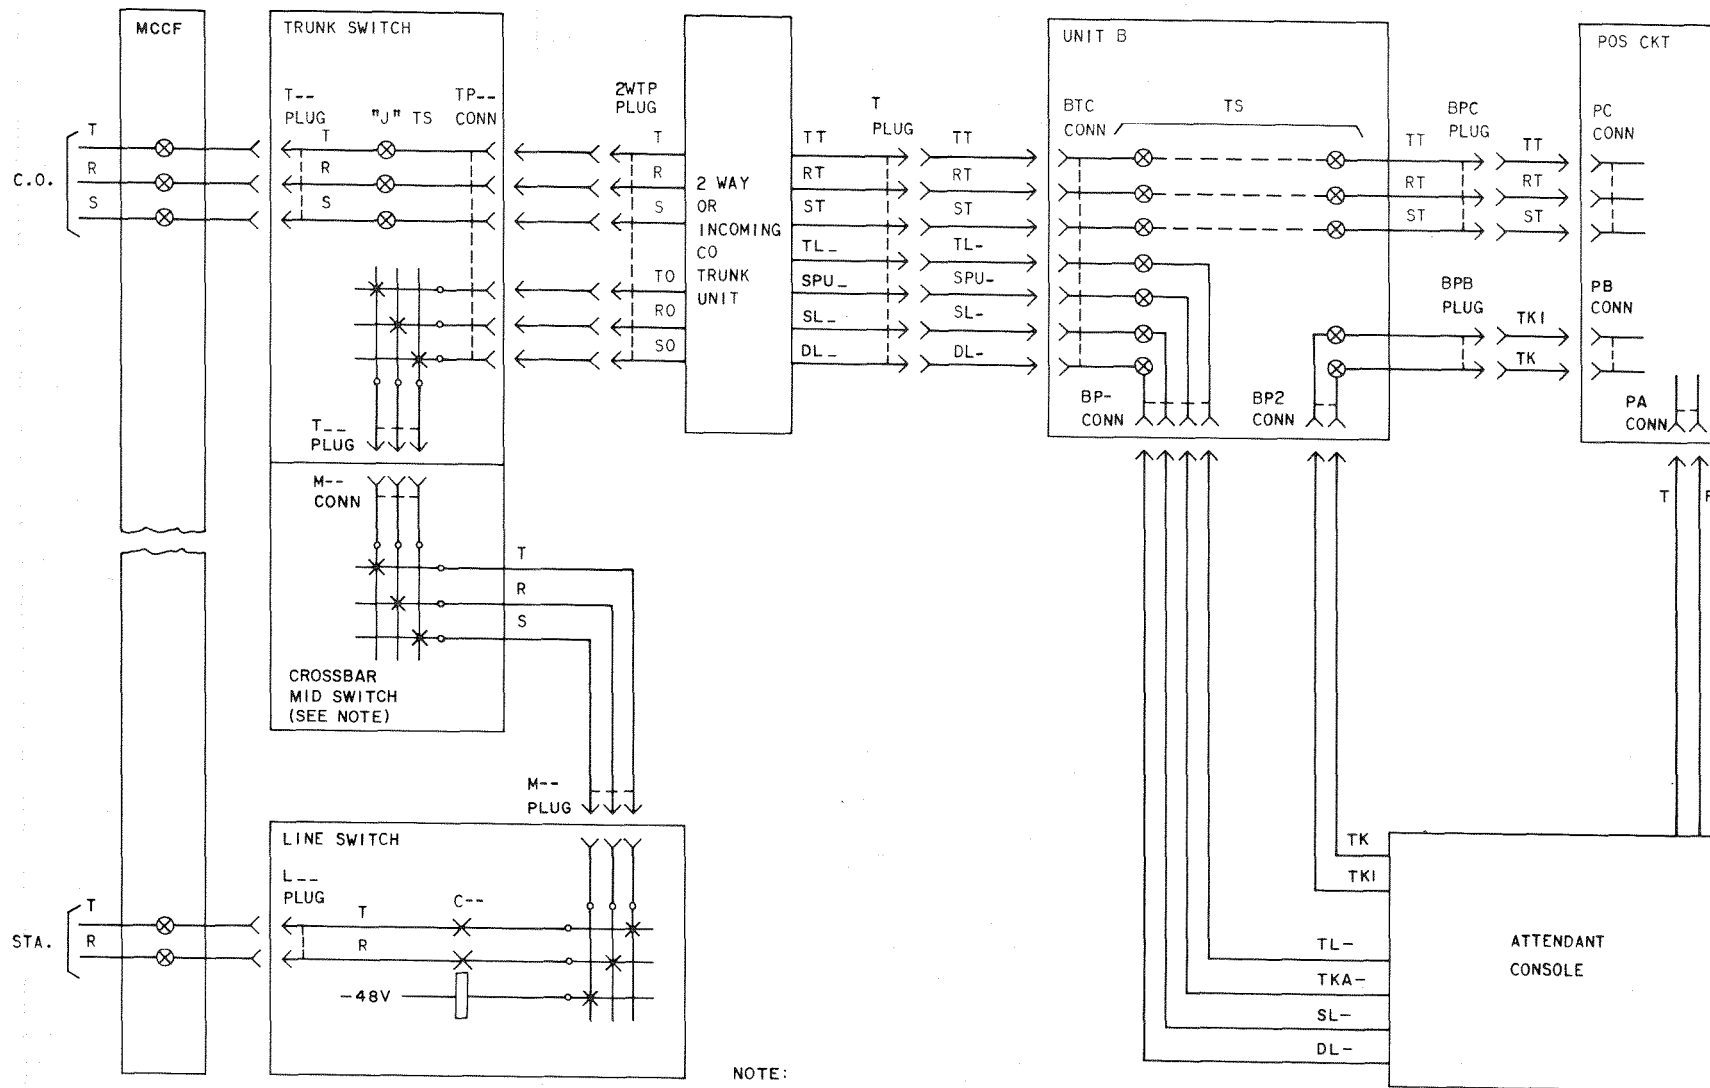 MCCF
TRUNK SWITCH
UNIT B
POS CKT
T--
PLUG
"J" TS
TP--
CONN
2WTP
PLUG
T
PLUG
BTC
CONN
TS
BPC
PLUG
PC
CONN
C.O.
T
R
S
T
R
S
T
R
S
TO
RO
SO
2 WAY
OR
INCOMING
CO
TRUNK
UNIT
TT
RT
ST
TL_
SPU_
SL_
DL_
TT
RT
ST
TL-
SPU-
SL-
DL-
TT
RT
ST
TT
RT
ST
BPB
PLUG
TK1
TK
PB
CONN
T__
PLUG
BP-
CONN
BP2
CONN
PA
CONN
M--
CONN
T
T
R
S
CROSSBAR
MID SWITCH
(SEE NOTE)
M--
PLUG
LINE SWITCH
L__
PLUG
T
C--
R
-48V
STA.
T
R
TK
TK1
TL-
TKA-
SL-
DL-
ATTENDANT
CONSOLE
NOTE: